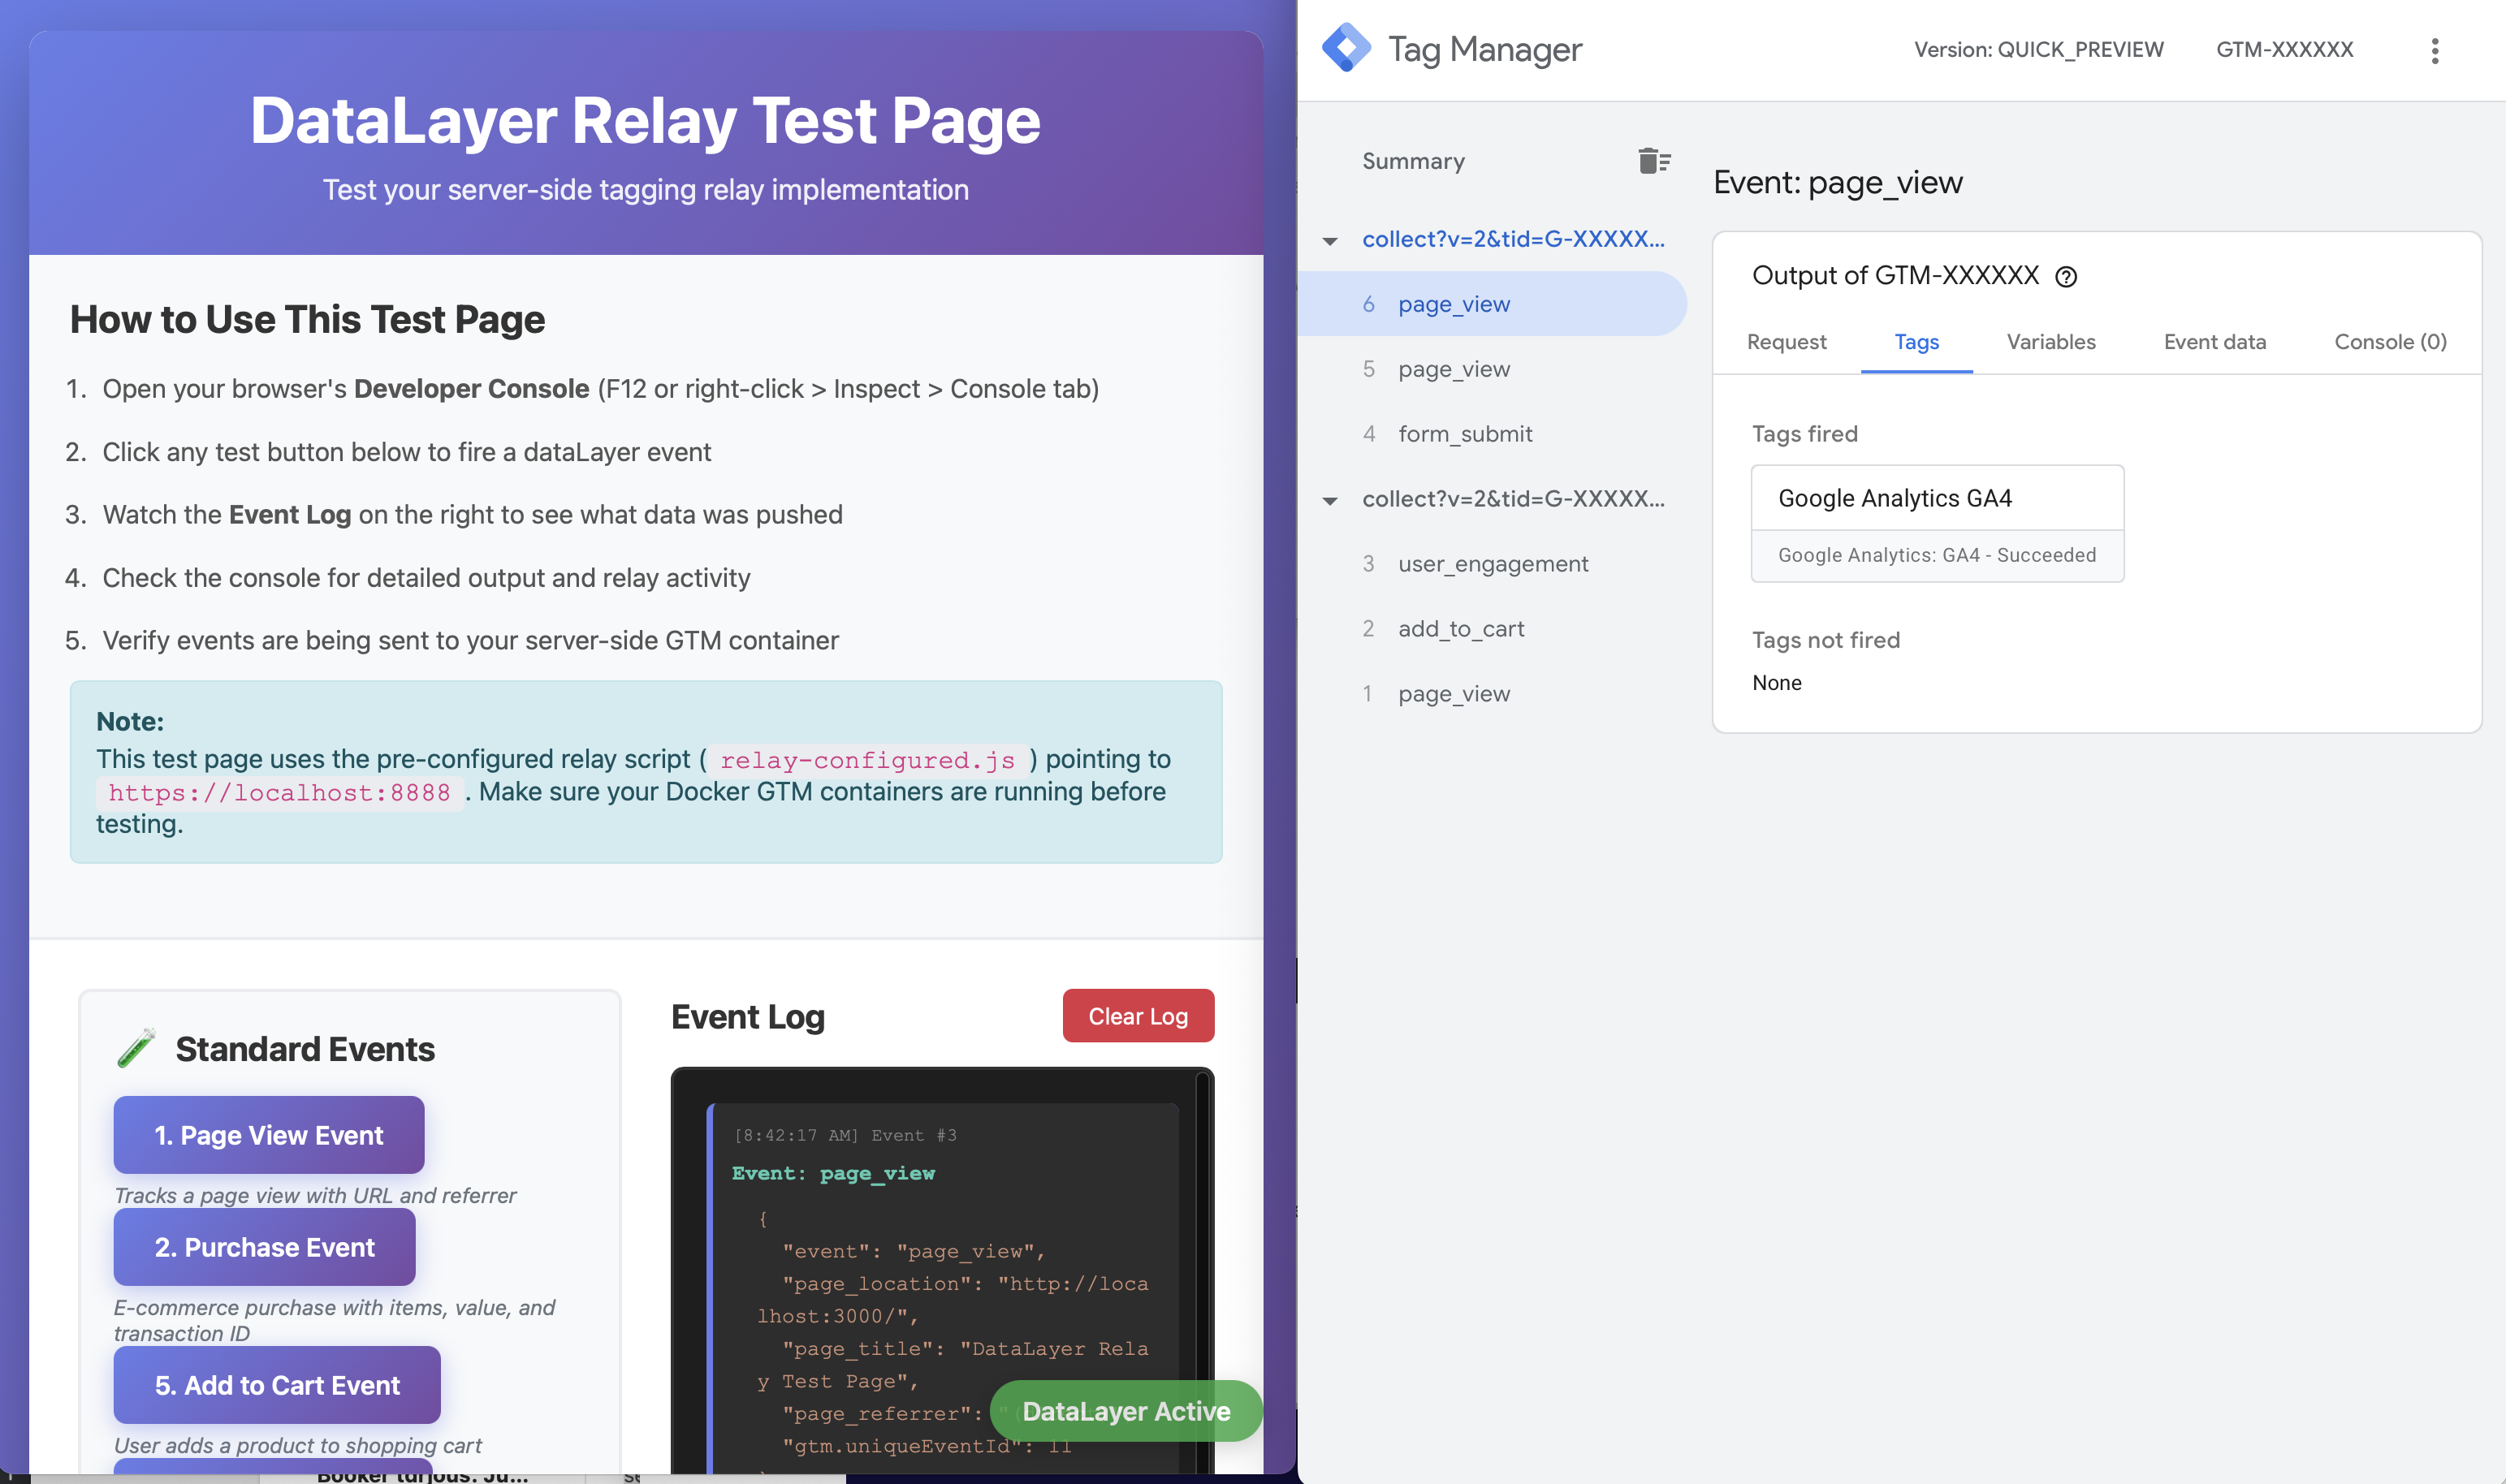 DataLayer Relay Test Page
Test your server-side tagging relay implementation
How to Use This Test Page
1. Open your browser's Developer Console (F12 or right-click > Inspect > Console tab)
2. Click any test button below to fire a dataLayer event
3. Watch the Event Log on the right to see what data was pushed
4. Check the console for detailed output and relay activity
5. Verify events are being sent to your server-side GTM container
Note:
This test page uses the pre-configured relay script ( relay-configured.js ) pointing to
https://localhost:8888 . Make sure your Docker GTM containers are running before
testing.
Standard Events
1. Page View Event
Tracks a page view with URL and referrer
2. Purchase Event
E-commerce purchase with items, value, and
transaction ID
5. Add to Cart Event
User adds a product to shopping cart
Event Log
Clear Log
[8:42:17 AM] Event #3
Event: page_view
{
"event": "page_view",
"page_location": "http://loca
lhost:3000/",
"page_title": "DataLayer Rela
y Test Page",
"page_referrer": "(
"gtm.uniqueEventId": 11
DataLayer Active
Tag Manager
Version: QUICK_PREVIEW
GTM-XXXXXX
Summary
collect?v=2&tid=G-XXXXX...
6 page_view
5 page_view
4 form_submit
collect?v=2&tid=G-XXXXX...
3 user_engagement
2 add_to_cart
1 page_view
Event: page_view
Output of GTM-XXXXXX
Request Tags Variables Event data Console (0)
Tags fired
Google Analytics GA4
Google Analytics: GA4 - Succeeded
Tags not fired
None